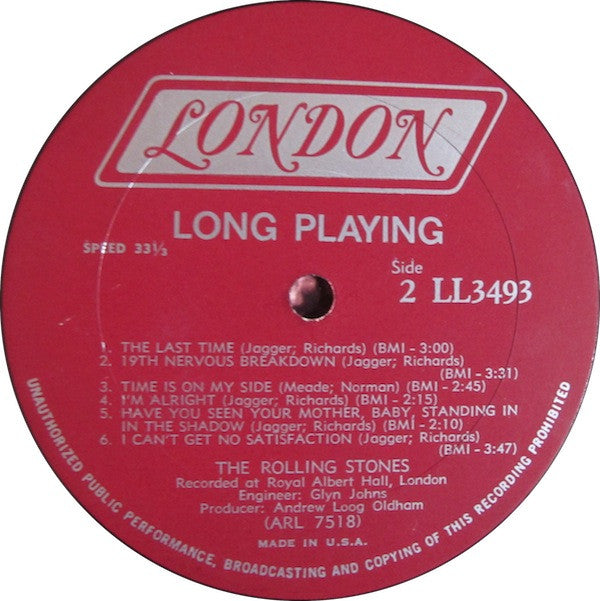 LONDON
LONG PLAYING
SPEED 33⅓
Side
2 LL3493
1. THE LAST TIME (Jagger; Richards) (BMI - 3:00)
2. 19TH NERVOUS BREAKDOWN (Jagger; Richards)
(BMI - 3:31)
3. TIME IS ON MY SIDE (Meade; Norman) (BMI - 2:45)
4. I'M ALRIGHT (Jagger; Richards) (BMI - 2:15)
5. HAVE YOU SEEN YOUR MOTHER, BABY, STANDING IN
IN THE SHADOW (Jagger; Richards) (BMI - 2:10)
6. I CAN'T GET NO SATISFACTION (Jagger; Richards)
(BMI - 3:47)
THE ROLLING STONES
Recorded at Royal Albert Hall, London
Engineer: Glyn Johns
Producer: Andrew Loog Oldham
(ARL 7518)
MADE IN U.S.A.
UNAUTHORIZED PUBLIC PERFORMANCE, BROADCASTING AND COPYING OF THIS RECORDING PROHIBITED